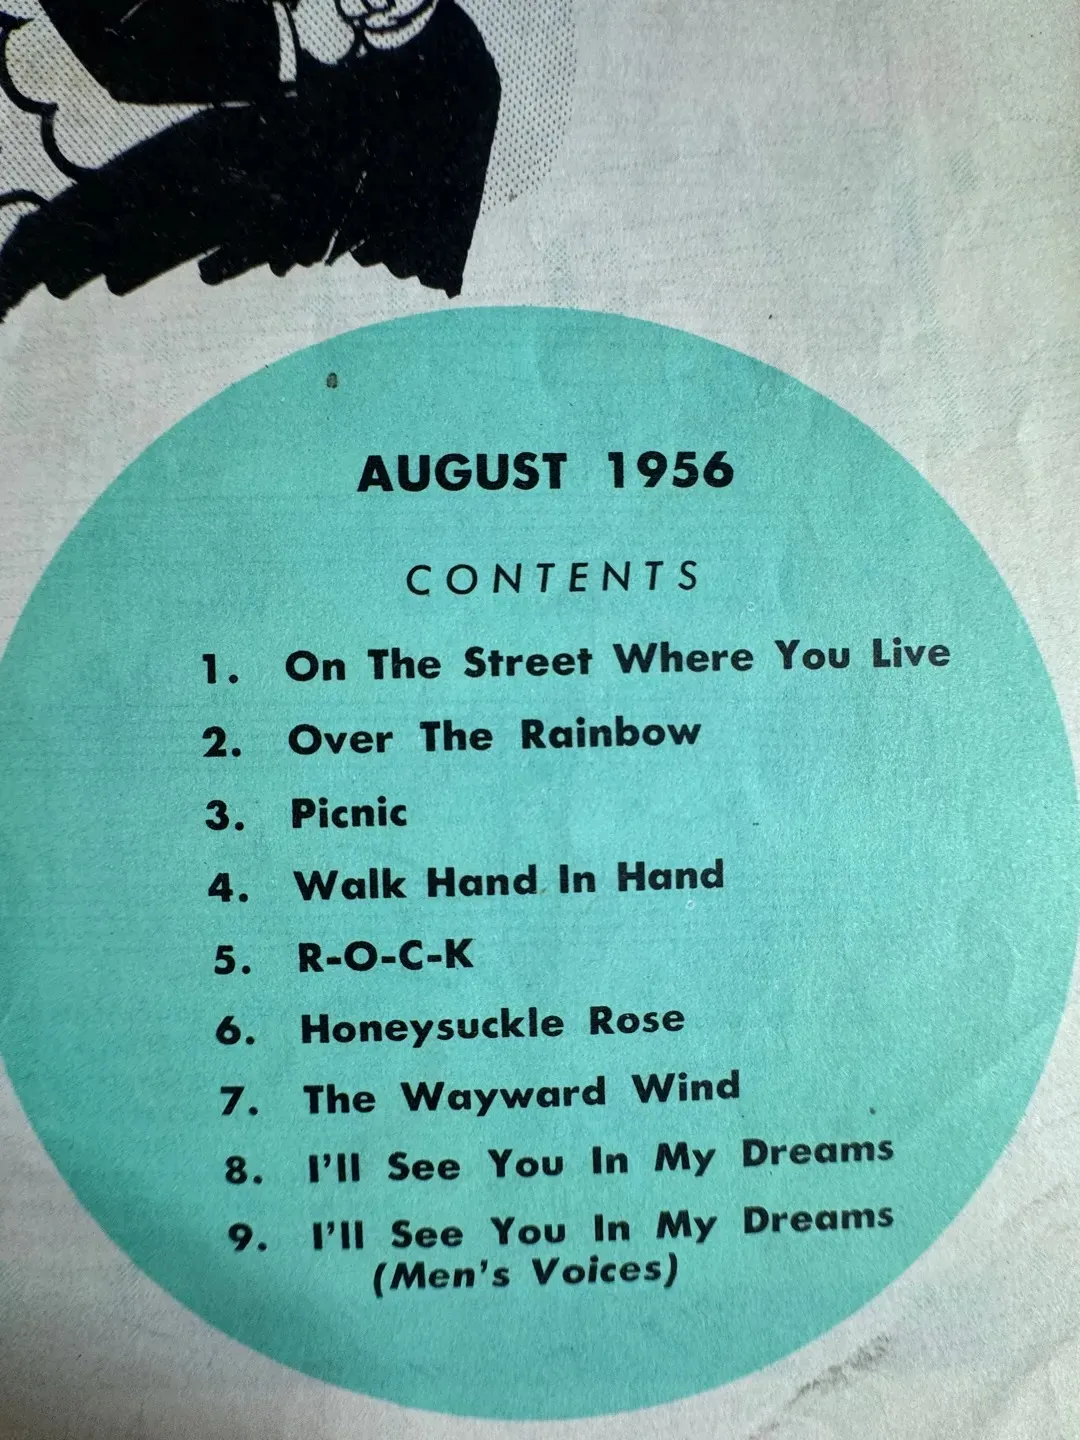 AUGUST 1956
CONTENTS
1. On The Street Where You Live
2. Over The Rainbow
3. Picnic
4. Walk Hand In Hand
5. R-O-C-K
6. Honeysuckle Rose
7. The Wayward Wind
8. I'll See You In My Dreams
9. I'll See You In My Dreams
(Men's Voices)